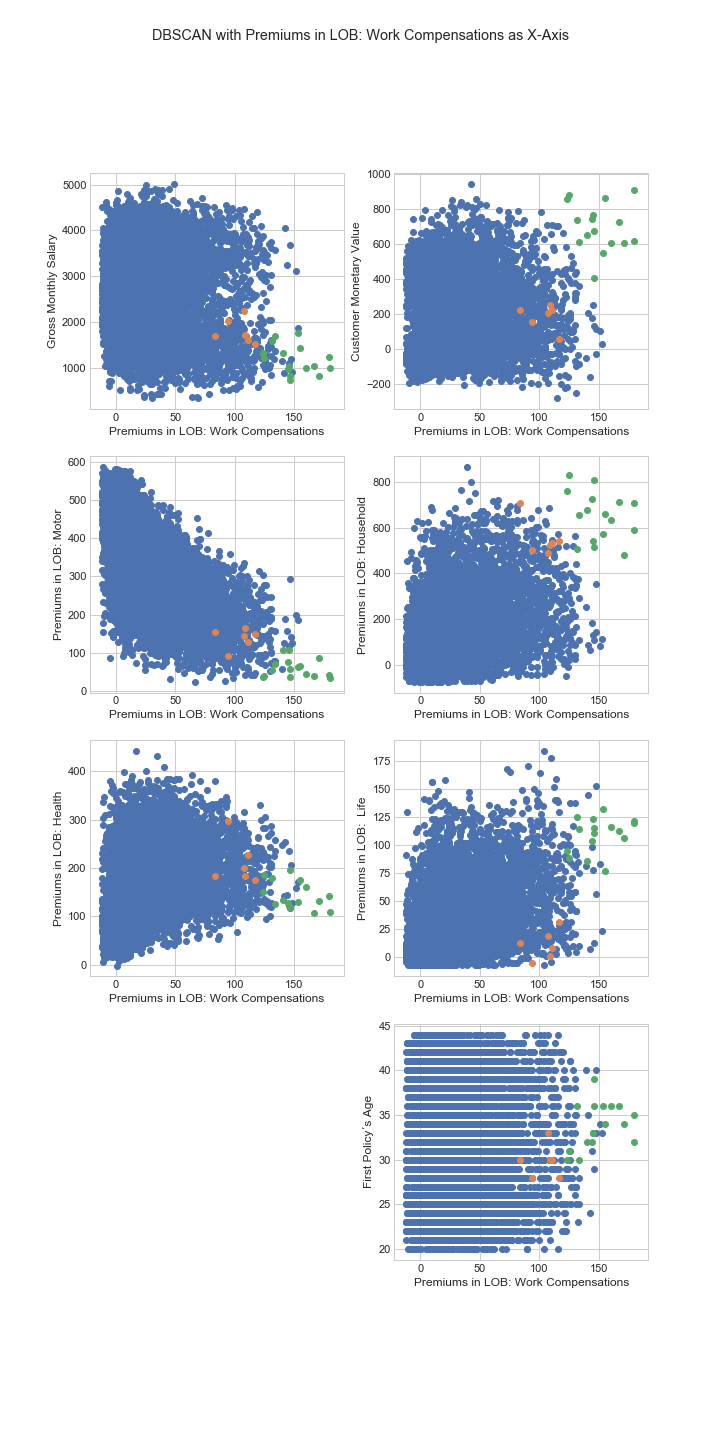 DBSCAN with Premiums in LOB: Work Compensations as X-Axis
5000
4000
3000
2000
1000
Gross Monthly Salary
0 50 100 150
Premiums in LOB: Work Compensations
1000
800
600
400
200
0
−200
Customer Monetary Value
0 50 100 150
Premiums in LOB: Work Compensations
600
500
400
300
200
100
0
Premiums in LOB: Motor
0 50 100 150
Premiums in LOB: Work Compensations
800
600
400
200
0
Premiums in LOB: Household
0 50 100 150
Premiums in LOB: Work Compensations
400
300
200
100
0
Premiums in LOB: Health
0 50 100 150
Premiums in LOB: Work Compensations
175
150
125
100
75
50
25
0
Premiums in LOB:  Life
0 50 100 150
Premiums in LOB: Work Compensations
45
40
35
30
25
20
First Policy´s Age
0 50 100 150
Premiums in LOB: Work Compensations